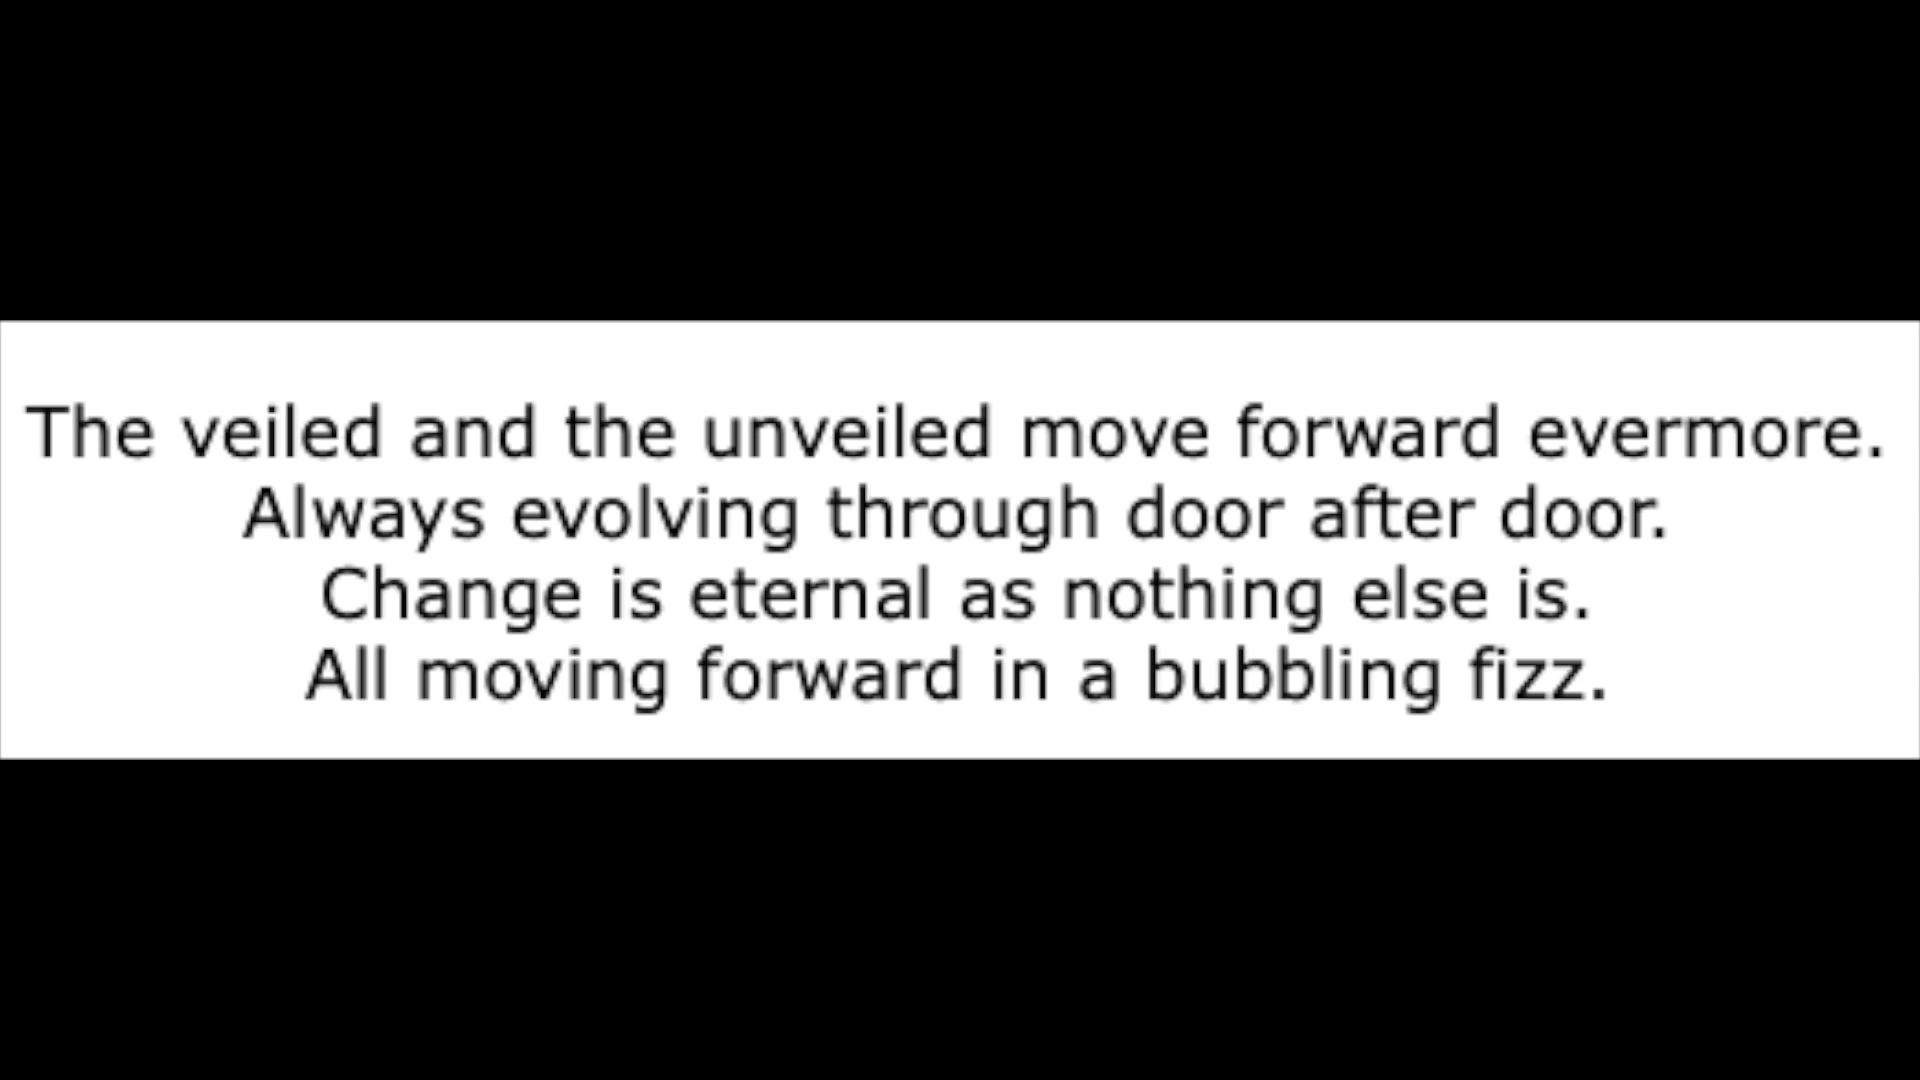 The veiled and the unveiled move forward evermore.
Always evolving through door after door.
Change is eternal as nothing else is.
All moving forward in a bubbling fizz.